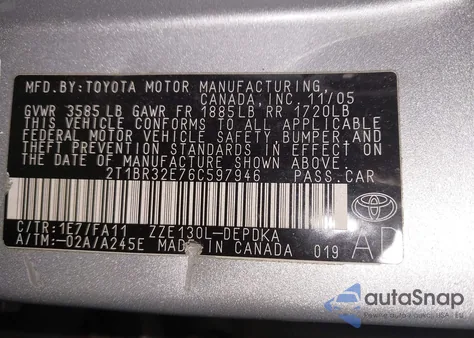 MFD.BY:TOYOTA MOTOR MANUFACTURING,
CANADA,INC. 11/05
GVWR 3585LB GAWR FR 1885LB RR 1720LB
THIS VEHICLE CONFORMS TO ALL APPLICABLE
FEDERAL MOTOR VEHICLE SAFETY, BUMPER AND
THEFT PREVENTION STANDARDS IN EFFECT ON
THE DATE OF MANUFACTURE SHOWN ABOVE.
2T1BR32E76C597946 PASS.CAR
C/TR:1E7/FA11 ZZE130L-DEPDKA
A/TM:-02A/A245E MADE IN CANADA 019
autoSnap